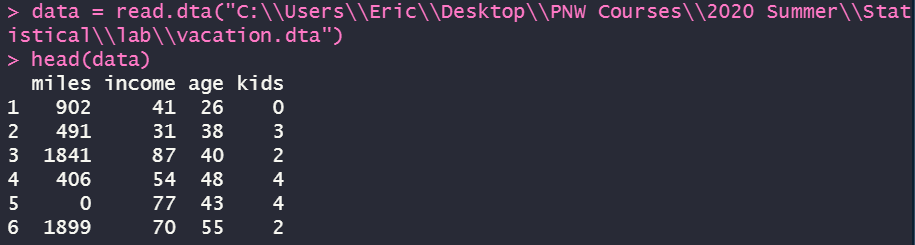 > data = read.dta("C:\\Users\\Eric\\Desktop\\PNW Courses\\2020 Summer\\Stat
istical\\lab\\vacation.dta")
> head(data)
  miles income age kids
1   902     41  26    0
2   491     31  38    3
3  1841     87  40    2
4   406     54  48    4
5     0     77  43    4
6  1899     70  55    2